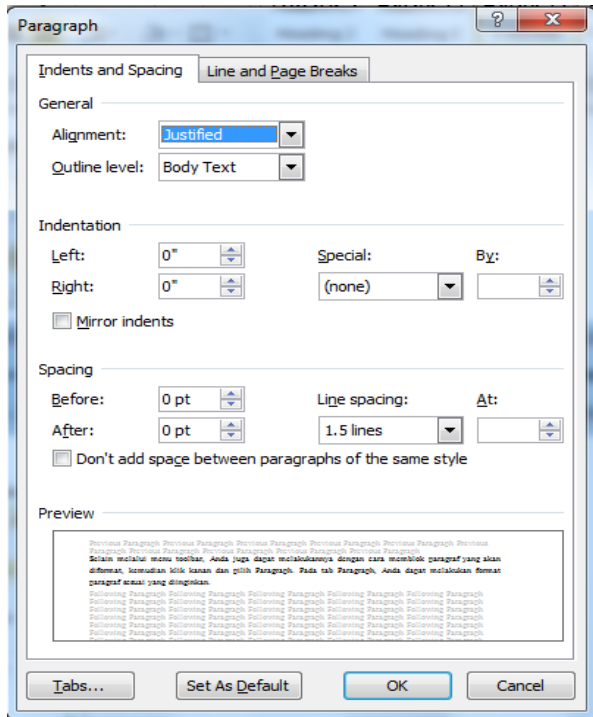 Paragraph
Indents and Spacing Line and Page Breaks
General
Alignment: Justified
Outline level: Body Text
Indentation
Left: 0" Special: By:
Right: 0" (none)
Mirror indents
Spacing
Before: 0 pt Line spacing: At:
After: 0 pt 1.5 lines
Don't add space between paragraphs of the same style
Preview
Previous Paragraph Previous Paragraph Previous Paragraph Previous Paragraph Previous Paragraph Previous
Paragraph Previous Paragraph Previous Paragraph Previous Paragraph Previous Paragraph
Selain melalui menu toolbar, Anda juga dapat melakukannya dengan cara memblok paragraf yang akan
diformat, kemudian klik kanan dan pilih Paragraph. Pada tab Paragraph, Anda dapat melakukan format
paragraf sesuai yang diinginkan.
Following Paragraph Following Paragraph Following Paragraph Following Paragraph Following Paragraph
Following Paragraph Following Paragraph Following Paragraph Following Paragraph Following Paragraph
Following Paragraph Following Paragraph Following Paragraph Following Paragraph Following Paragraph
Following Paragraph Following Paragraph Following Paragraph Following Paragraph Following Paragraph
Following Paragraph Following Paragraph Following Paragraph Following Paragraph Following Paragraph
Tabs... Set As Default OK Cancel